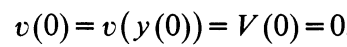 υ(0) = υ(y(0)) = V(0) = 0